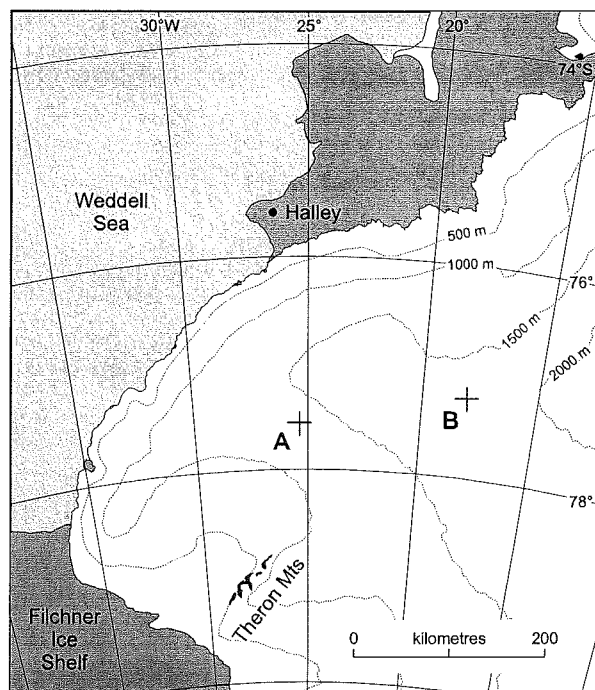 30°W
25°
20°
74°S
Weddell
Sea
Halley
500 m
1000 m
76°
1500 m
2000 m
A
B
78°
Theron Mts
Filchner
Ice
Shelf
0 kilometres 200